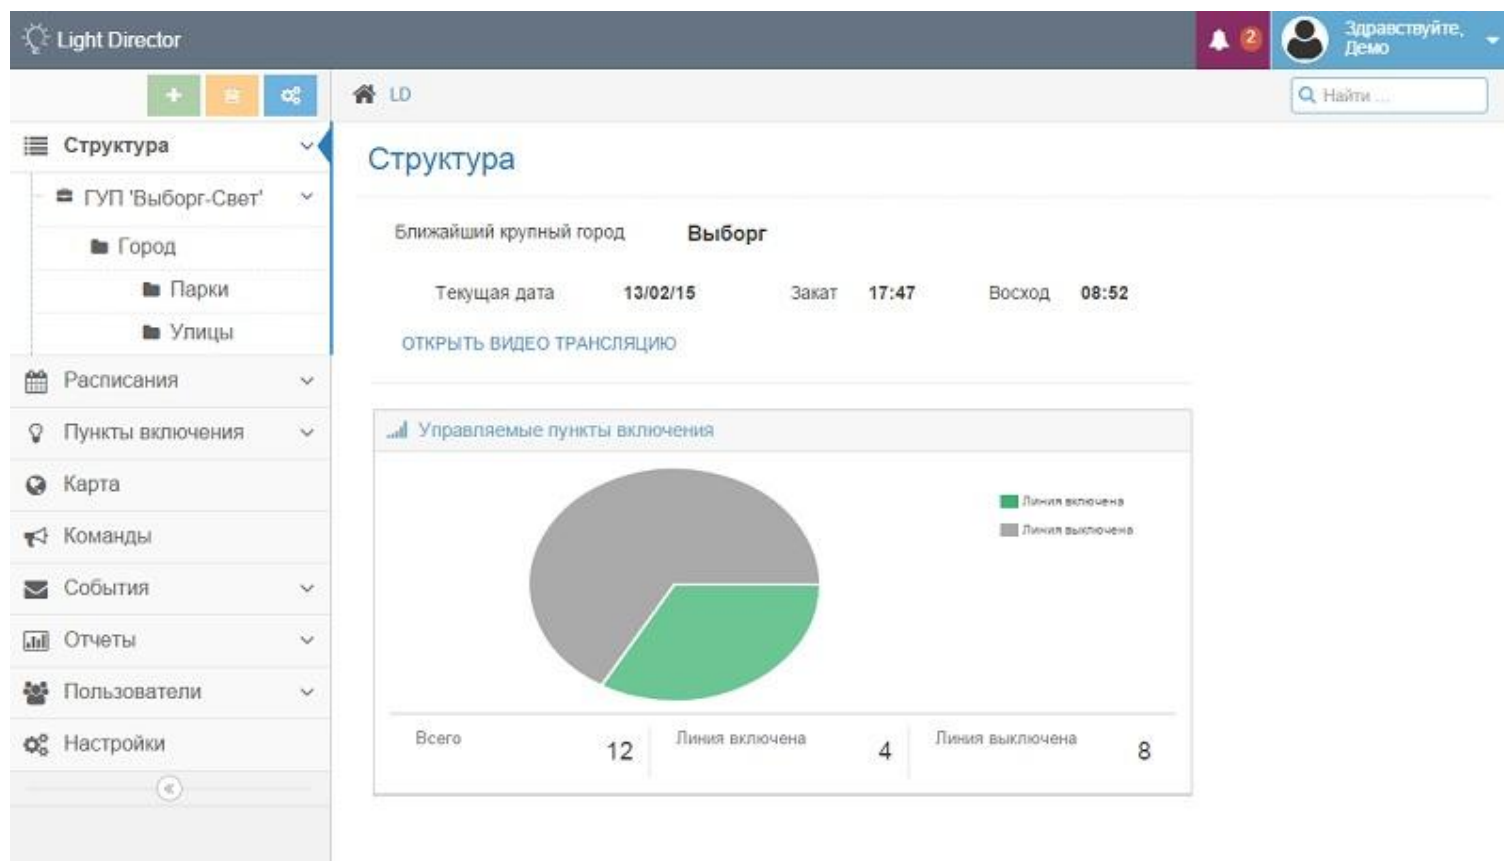 Light Director
2
Здравствуйте,
Демо
LD
Найти ...
Структура
ГУП 'Выборг-Свет'
Город
Парки
Улицы
Расписания
Пункты включения
Карта
Команды
События
Отчеты
Пользователи
Настройки
Структура
Ближайший крупный город Выборг
Текущая дата 13/02/15 Закат 17:47 Восход 08:52
ОТКРЫТЬ ВИДЕО ТРАНСЛЯЦИЮ
Управляемые пункты включения
Линия включена
Линия выключена
Всего 12 Линия включена 4 Линия выключена 8